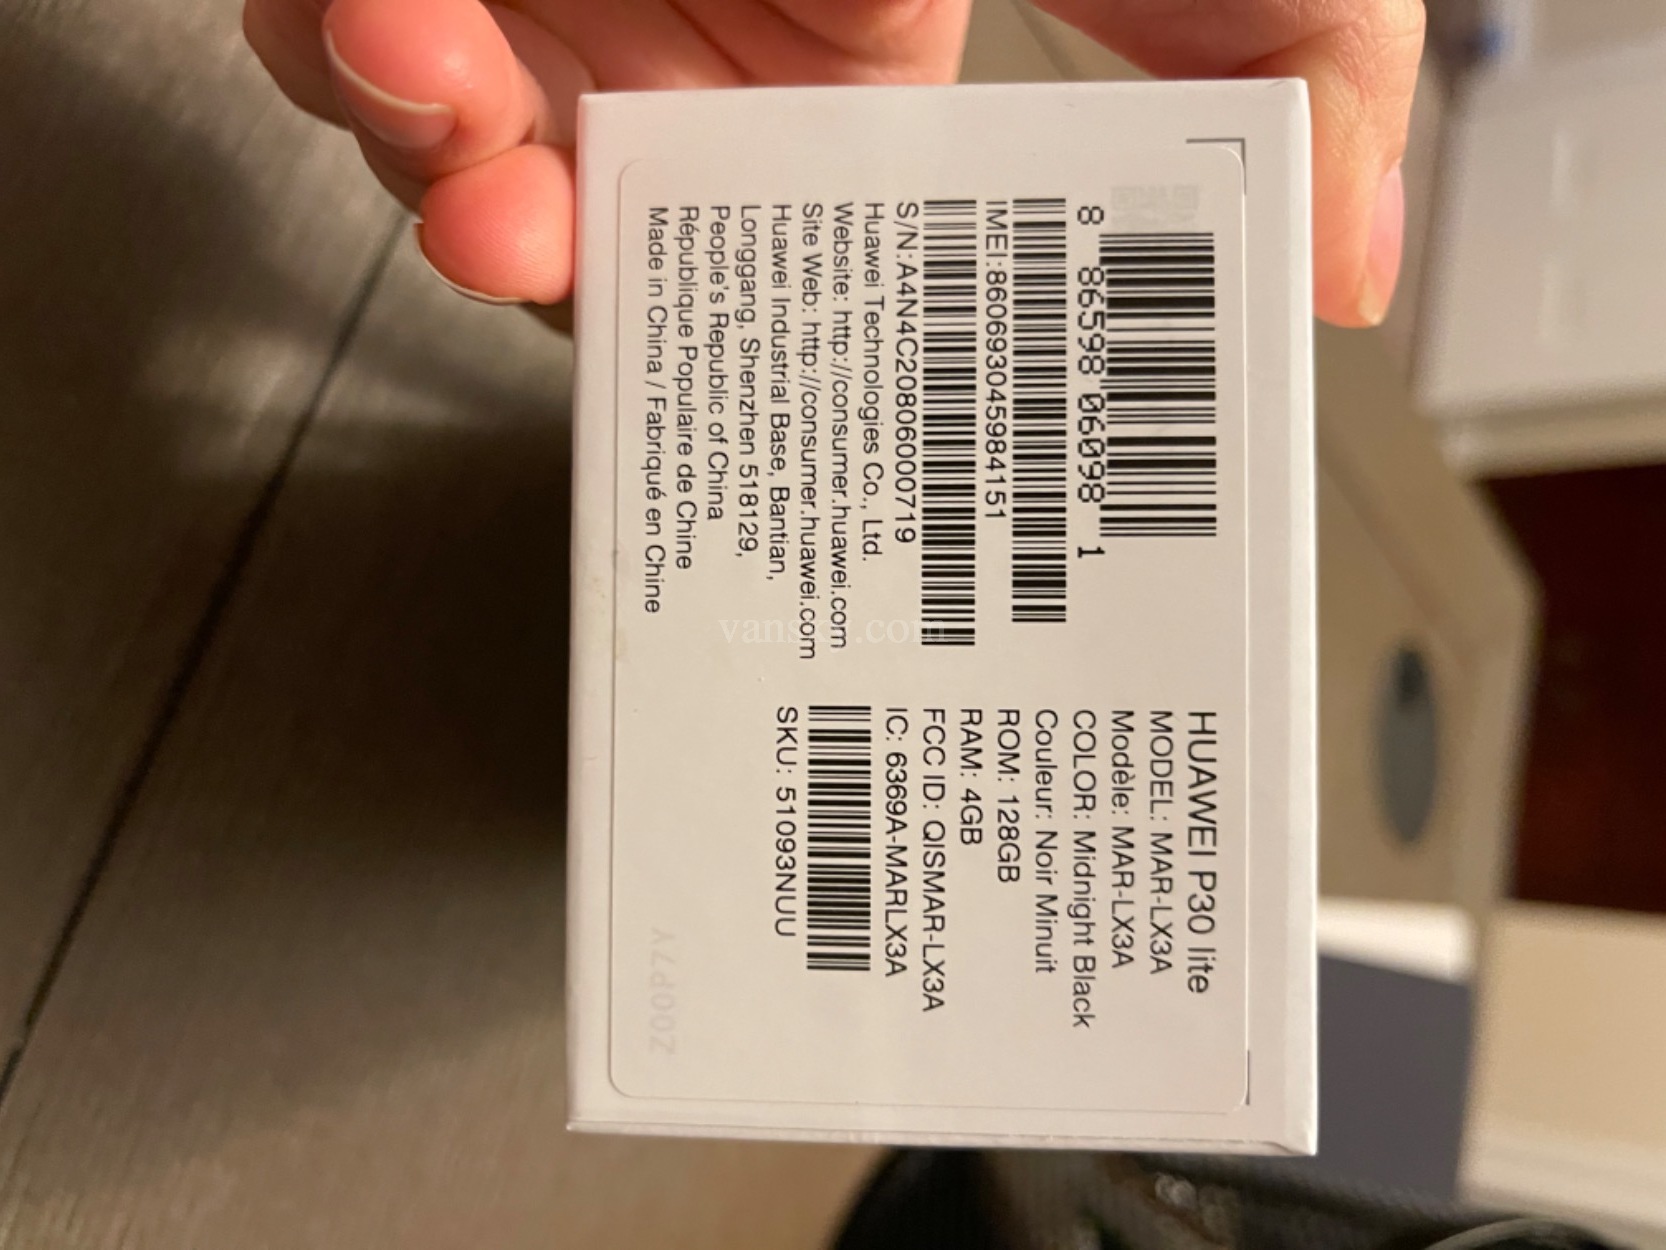 8 86598 06098 1
IMEI:860693045984151
S/N:A4N4C20806000719
Huawei Technologies Co., Ltd.
Website: http://consumer.huawei.com
Site Web: http://consumer.huawei.com
Huawei Industrial Base, Bantian,
Longgang, Shenzhen 518129,
People's Republic of China
République Populaire de Chine
Made in China / Fabriqué en Chine
HUAWEI P30 lite
MODEL: MAR-LX3A
Modèle: MAR-LX3A
COLOR: Midnight Black
Couleur: Noir Minuit
ROM: 128GB
RAM: 4GB
FCC ID: QISMAR-LX3A
IC: 6369A-MARLX3A
SKU: 51093NUU
Z00P7Y
vansky.com